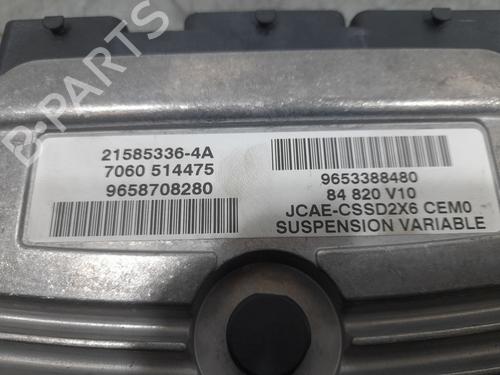 21585336-4A
7060 514475
9658708280
9653388480
84 820 V10
JCAE-CSSD2X6 CEM0
SUSPENSION VARIABLE
B-PARTS